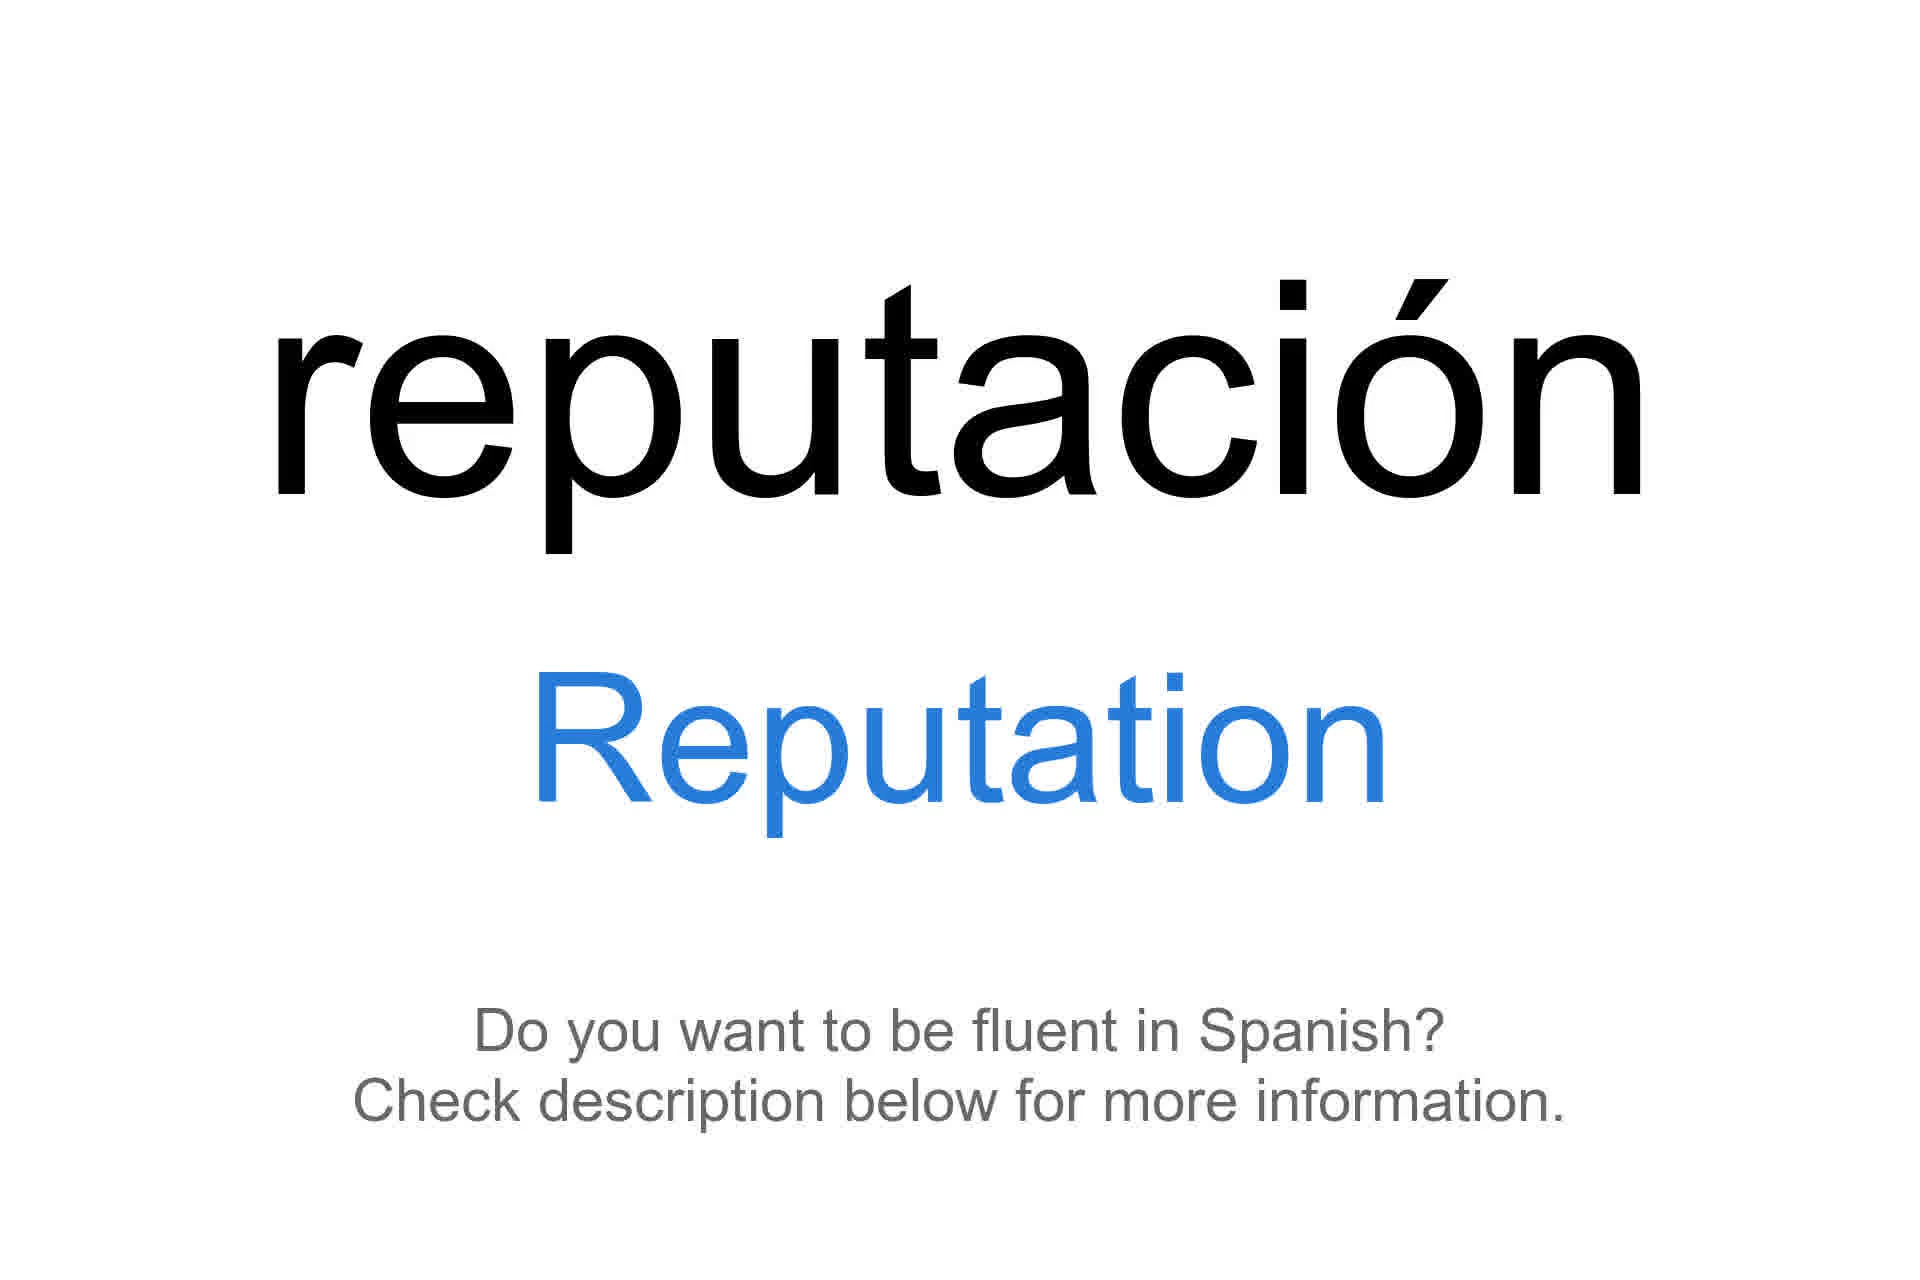 reputación
Reputation
Do you want to be fluent in Spanish?
Check description below for more information.